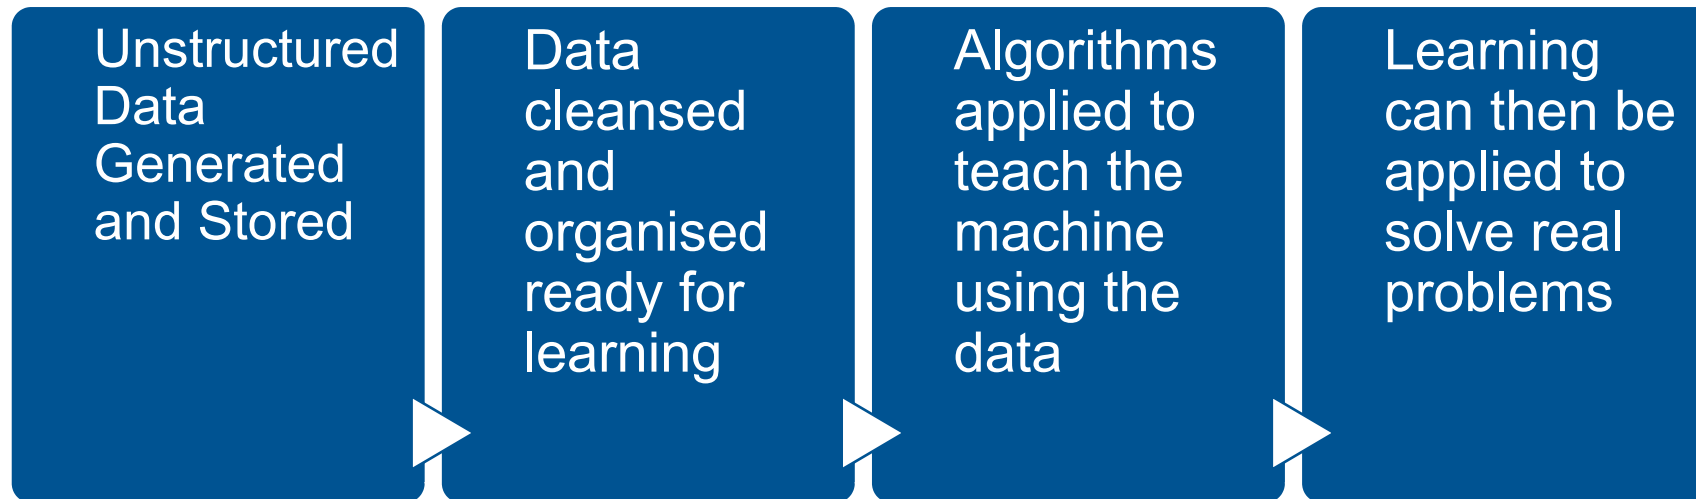 Unstructured
Data
Generated
and Stored
Data
cleansed
and
organised
ready for
learning
Algorithms
applied to
teach the
machine
using the
data
Learning
can then be
applied to
solve real
problems